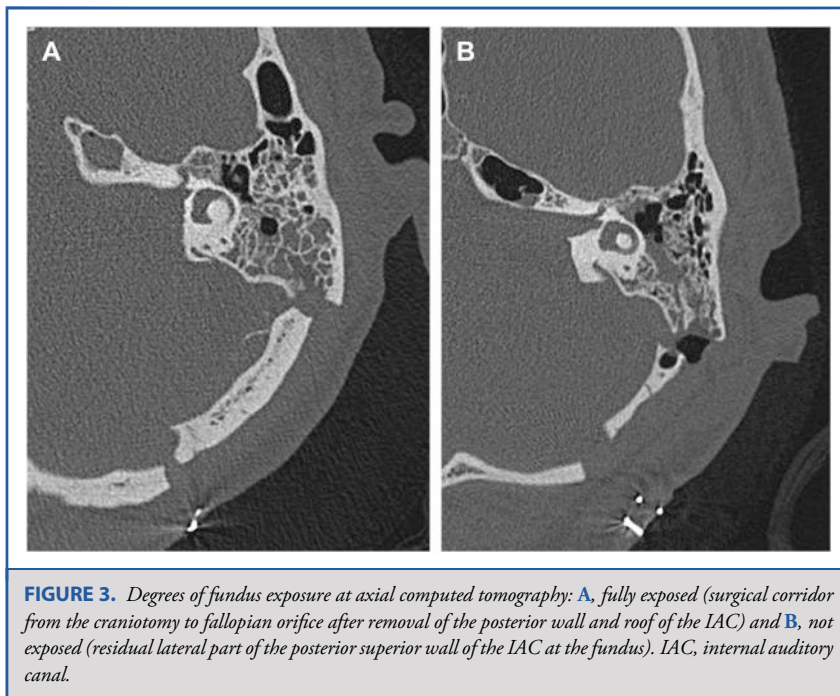 A
B
FIGURE 3. Degrees of fundus exposure at axial computed tomography: A, fully exposed (surgical corridor
from the craniotomy to fallopian orifice after removal of the posterior wall and roof of the IAC) and B, not
exposed (residual lateral part of the posterior superior wall of the IAC at the fundus). IAC, internal auditory
canal.